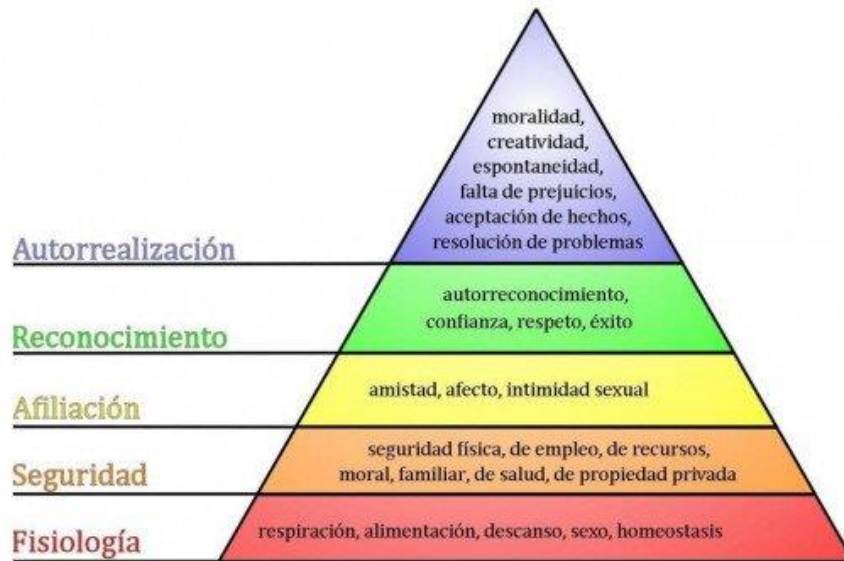 moralidad,
creatividad,
espontaneidad,
falta de prejuicios,
aceptación de hechos,
resolución de problemas
Autorrealización
autorreconocimiento,
confianza, respeto, éxito
Reconocimiento
amistad, afecto, intimidad sexual
Afiliación
seguridad física, de empleo, de recursos,
moral, familiar, de salud, de propiedad privada
Seguridad
respiración, alimentación, descanso, sexo, homeostasis
Fisiología